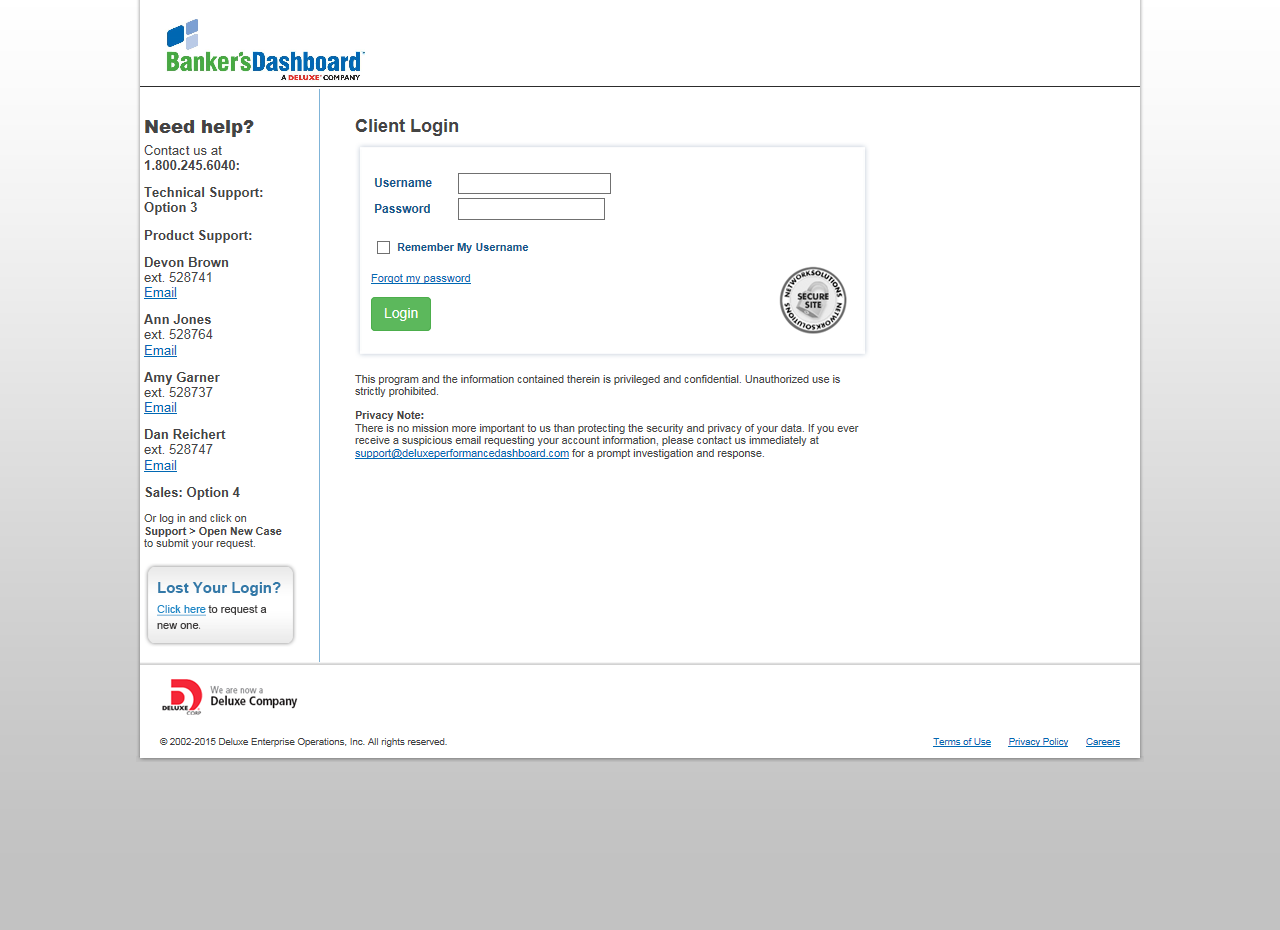 Banker'sDashboard
A DELUXE COMPANY
Need help?
Contact us at
1.800.245.6040:
Technical Support:
Option 3
Product Support:
Devon Brown
ext. 528741
Email
Ann Jones
ext. 528764
Email
Amy Garner
ext. 528737
Email
Dan Reichert
ext. 528747
Email
Sales: Option 4
Or log in and click on
Support > Open New Case
to submit your request.
Lost Your Login?
Click here to request a
new one.
Client Login
Username
Password
Remember My Username
Forgot my password
Login
NETWORKSOLUTIONS
SECURE
SITE
NETWORKSOLUTIONS
This program and the information contained therein is privileged and confidential. Unauthorized use is
strictly prohibited.
Privacy Note:
There is no mission more important to us than protecting the security and privacy of your data. If you ever
receive a suspicious email requesting your account information, please contact us immediately at
support@deluxeperformancedashboard.com for a prompt investigation and response.
DELUXE
CORP
We are now a
Deluxe Company
© 2002-2015 Deluxe Enterprise Operations, Inc. All rights reserved.
Terms of Use Privacy Policy Careers